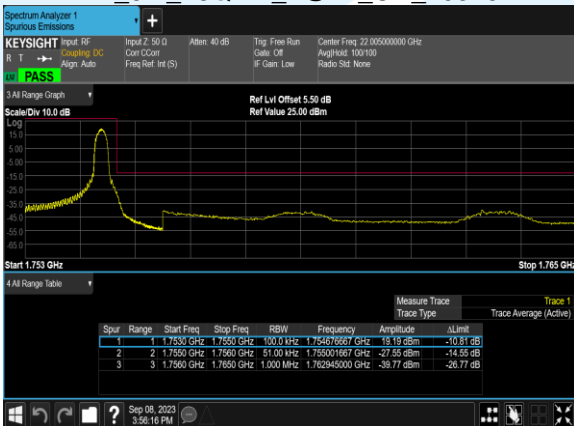 Spectrum Analyzer 1
Spurious Emissions
+
KEYSIGHT Input: RF Input Z: 50 Ω Atten: 40 dB Trig: Free Run Center Freq: 22.005000000 GHz
R T Coupling: DC Corr CCorr Gate: Off Avg|Hold: 100/100
Align: Auto Freq Ref: Int (S) IF Gain: Low Radio Std: None
PASS
3 All Range Graph
Ref Lvl Offset 5.50 dB
Scale/Div 10.0 dB Ref Value 25.00 dBm
Log
15.0
5.00
-5.00
-15.0
-25.0
-35.0
-45.0
-55.0
-65.0
Start 1.753 GHz Stop 1.765 GHz
4 All Range Table
Measure Trace Trace 1
Trace Type Trace Average (Active)
Spur Range Start Freq Stop Freq RBW Frequency Amplitude ΔLimit
1 1 1.7530 GHz 1.7550 GHz 100.0 kHz 1.754676667 GHz 19.19 dBm -10.81 dB
2 2 1.7550 GHz 1.7560 GHz 51.00 kHz 1.755001667 GHz -27.55 dBm -14.55 dB
3 3 1.7560 GHz 1.7650 GHz 1.000 MHz 1.762945000 GHz -39.77 dBm -26.77 dB
? Sep 08, 2023
3:56:16 PM